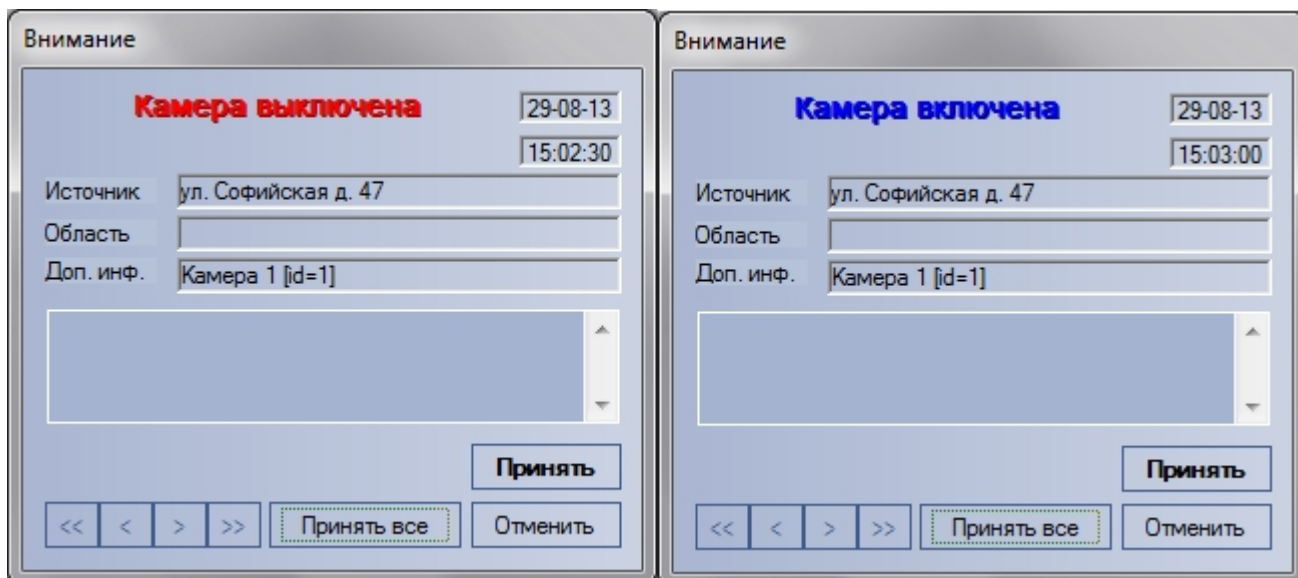 Внимание
Камера выключена
29-08-13
15:02:30
Источник ул. Софийская д. 47
Область
Доп. инф. Камера 1 [id=1]
Принять
<< < > >> Принять все Отменить
Внимание
Камера включена
29-08-13
15:03:00
Источник ул. Софийская д. 47
Область
Доп. инф. Камера 1 [id=1]
Принять
<< < > >> Принять все Отменить